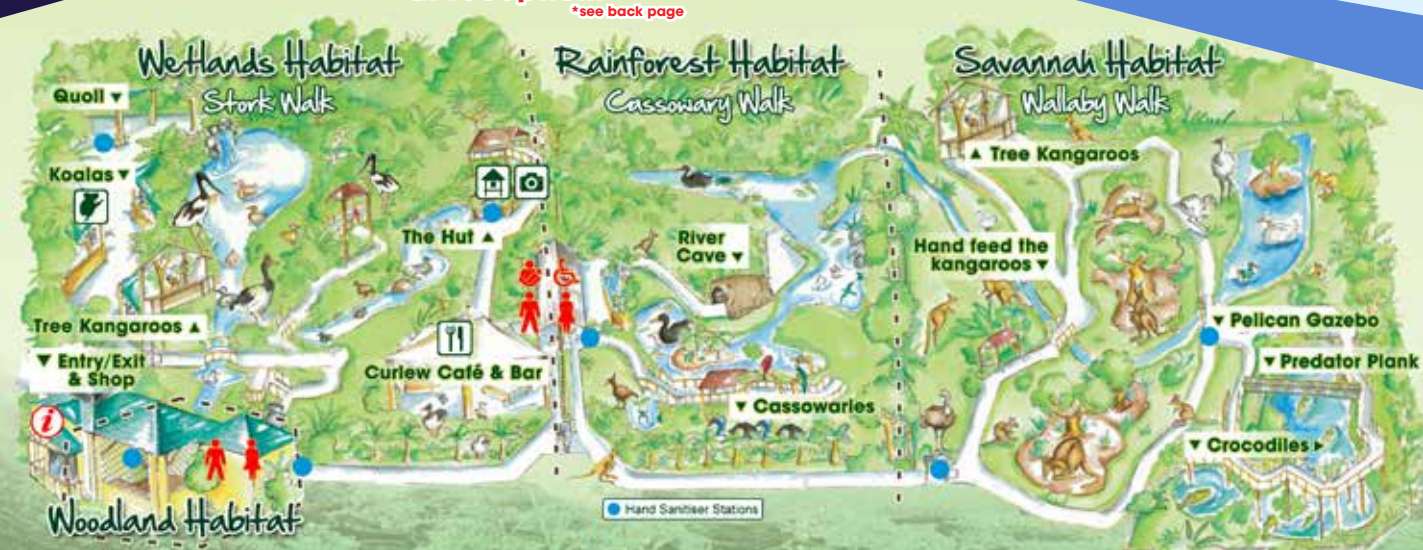 *see back page
Wetlands Habitat
Stork Walk
Rainforest Habitat
Cassowary Walk
Savannah Habitat
Wallaby Walk
Quoll ▼
Koalas ▼
▲ Tree Kangaroos
The Hut ▲
River
Cave ▼
Hand feed the
kangaroos ▼
Tree Kangaroos ▲
▼ Entry/Exit
& Shop
Curlew Café & Bar
▼ Pelican Gazebo
▼ Predator Plank
▼ Cassowaries
▼ Crocodiles ►
i
Hand Sanitiser Stations
Woodland Habitat